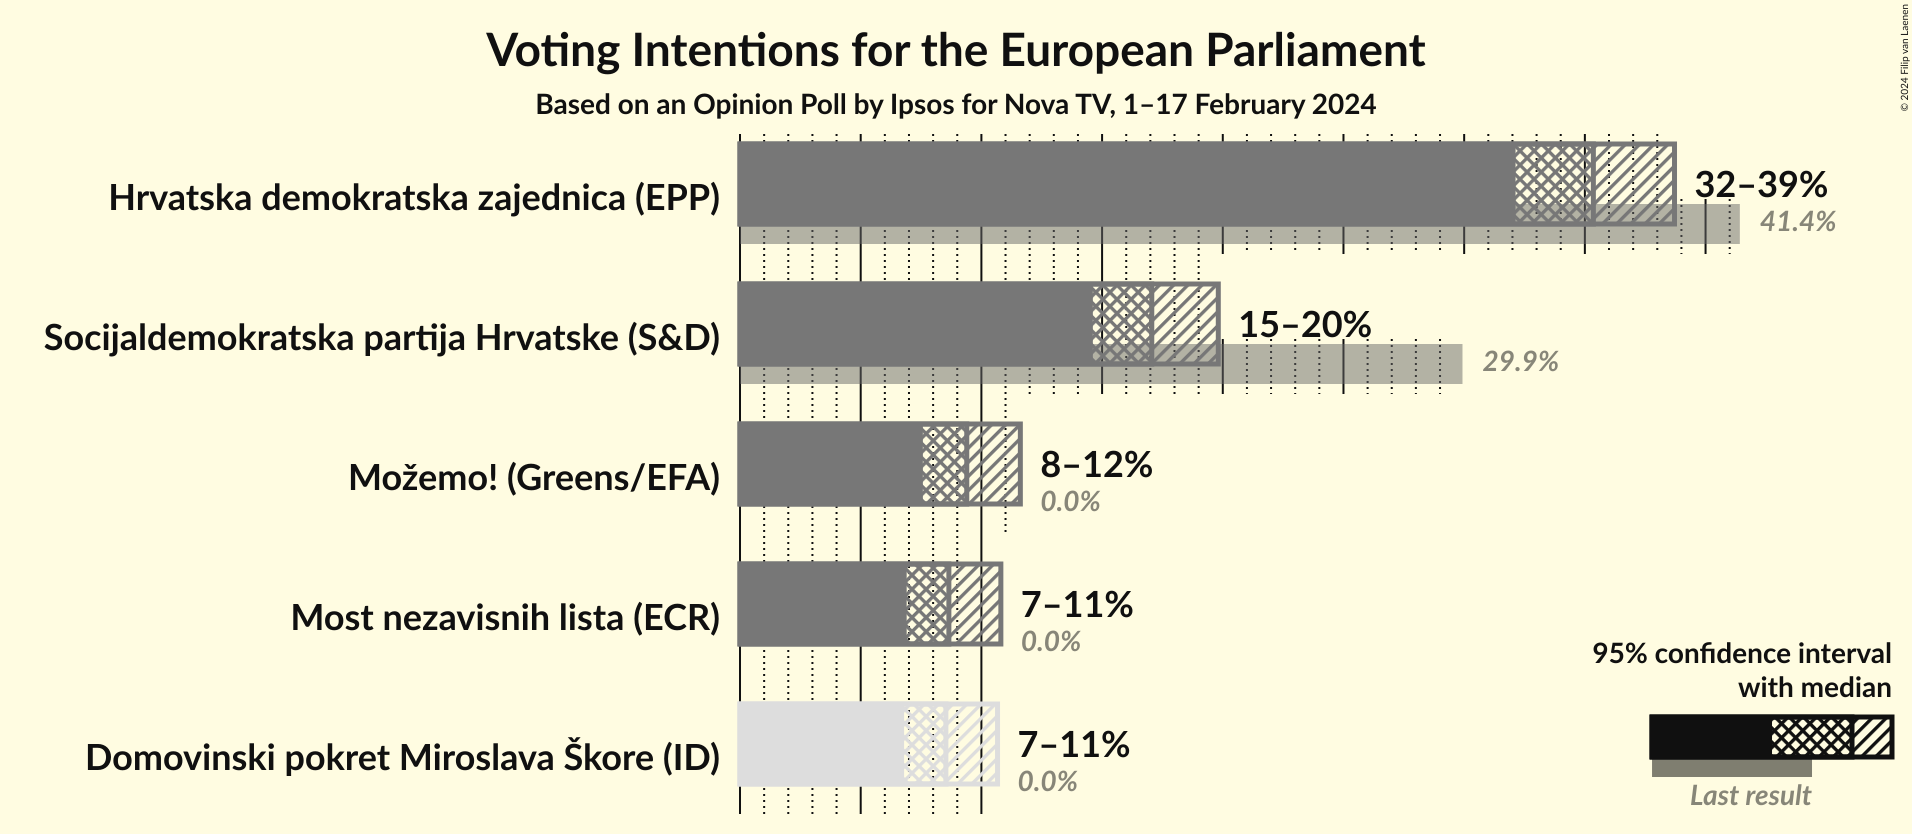 Voting Intentions for the European Parliament
Based on an Opinion Poll by Ipsos for Nova TV, 1–17 February 2024
© 2024 Filip van Laenen
Hrvatska demokratska zajednica (EPP)
32–39%
41.4%
Socijaldemokratska partija Hrvatske (S&D)
15–20%
29.9%
Možemo! (Greens/EFA)
8–12%
0.0%
Most nezavisnih lista (ECR)
7–11%
0.0%
Domovinski pokret Miroslava Škore (ID)
7–11%
0.0%
95% confidence interval
with median
Last result